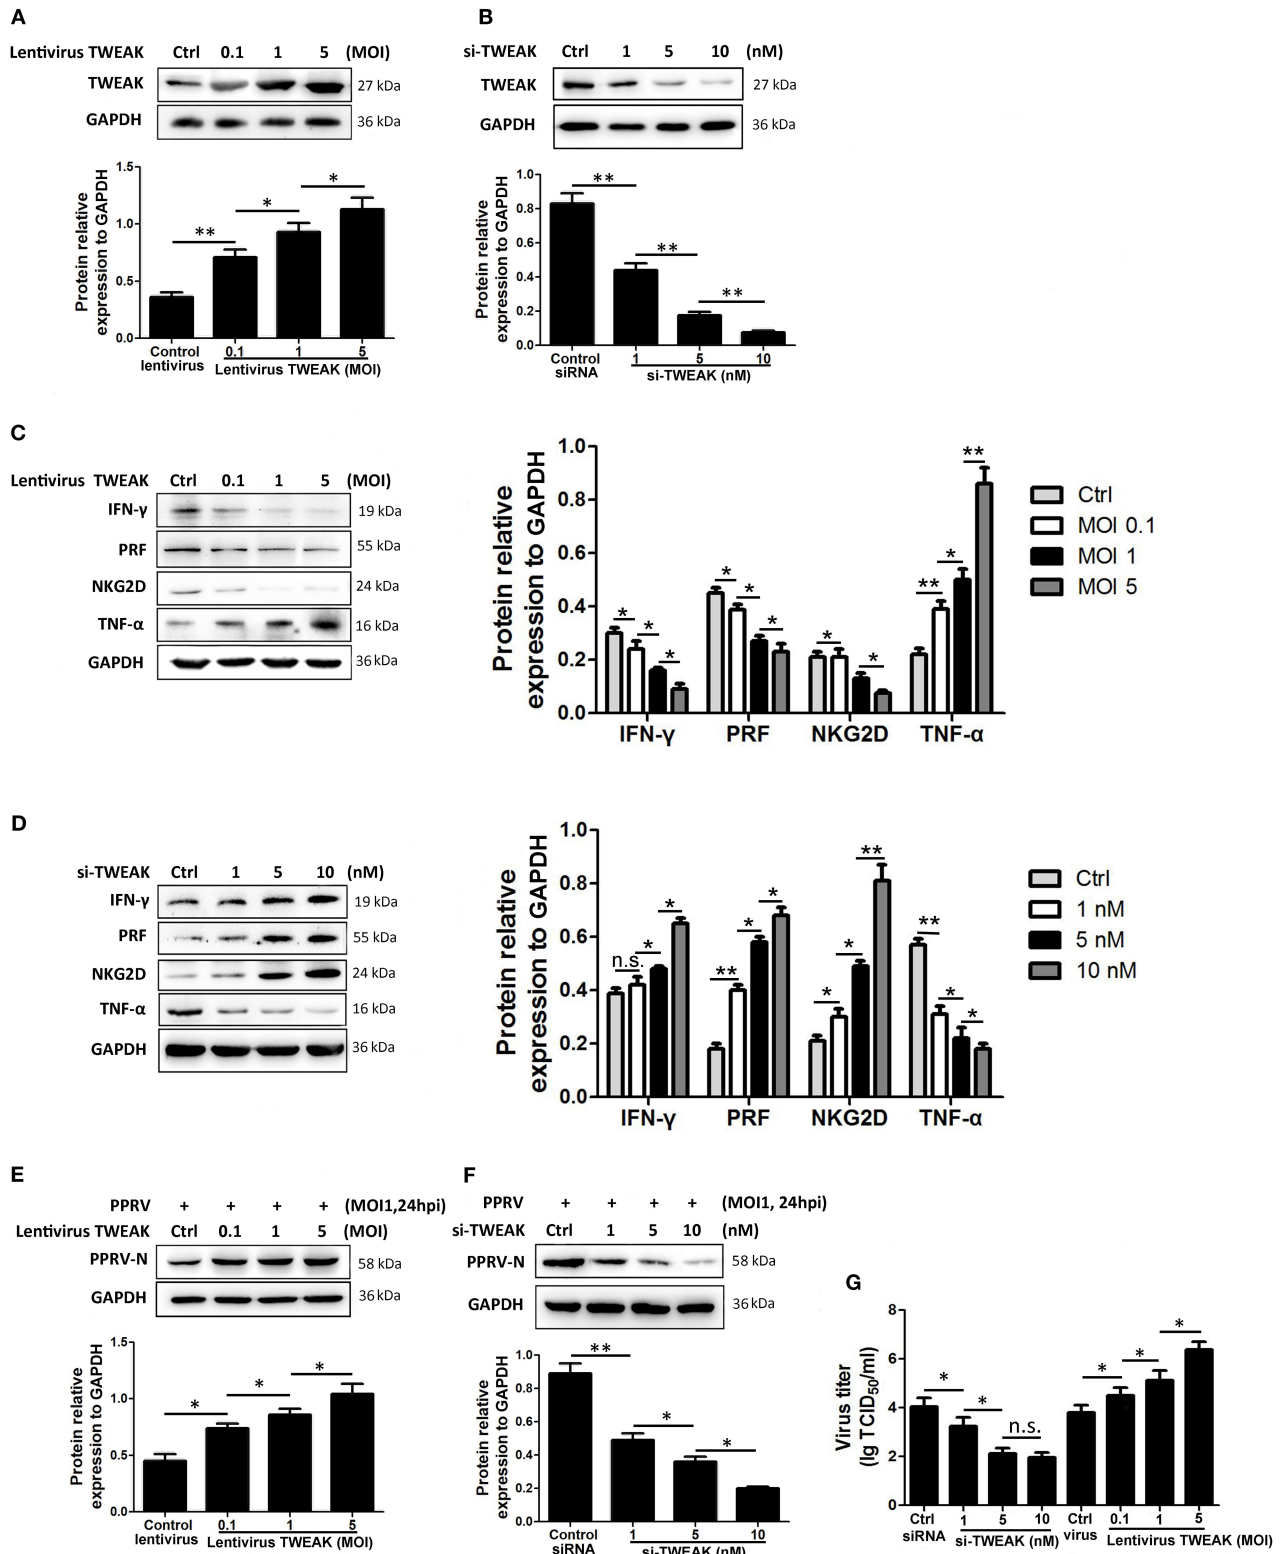 A
Lentivirus TWEAK Ctrl 0.1 1 5 (MOI)
TWEAK 27 kDa
GAPDH 36 kDa
Protein relative
expression to GAPDH
1.5
1.0
0.5
0.0
** * *
Control
lentivirus
0.1 1 5
Lentivirus TWEAK (MOI)
B
si-TWEAK Ctrl 1 5 10 (nM)
TWEAK 27 kDa
GAPDH 36 kDa
Protein relative
expression to GAPDH
1.0
0.8
0.6
0.4
0.2
0.0
** ** **
Control
siRNA
1 5 10
si-TWEAK (nM)
C
Lentivirus TWEAK Ctrl 0.1 1 5 (MOI)
IFN-γ 19 kDa
PRF 55 kDa
NKG2D 24 kDa
TNF-α 16 kDa
GAPDH 36 kDa
Protein relative
expression to GAPDH
1.0
0.8
0.6
0.4
0.2
0.0
* * * * * * * * ** * **
IFN-γ PRF NKG2D TNF-α
Ctrl
MOI 0.1
MOI 1
MOI 5
D
si-TWEAK Ctrl 1 5 10 (nM)
IFN-γ 19 kDa
PRF 55 kDa
NKG2D 24 kDa
TNF-α 16 kDa
GAPDH 36 kDa
Protein relative
expression to GAPDH
1.0
0.8
0.6
0.4
0.2
0.0
n.s. * * ** * * * * ** ** * *
IFN-γ PRF NKG2D TNF-α
Ctrl
1 nM
5 nM
10 nM
E
PPRV + + + + (MOI1,24hpi)
Lentivirus TWEAK Ctrl 0.1 1 5 (MOI)
PPRV-N 58 kDa
GAPDH 36 kDa
Protein relative
expression to GAPDH
1.5
1.0
0.5
0.0
* * *
Control
lentivirus
0.1 1 5
Lentivirus TWEAK (MOI)
F
PPRV + + + + (MOI1, 24hpi)
si-TWEAK Ctrl 1 5 10 (nM)
PPRV-N 58 kDa
GAPDH 36 kDa
Protein relative
expression to GAPDH
1.0
0.8
0.6
0.4
0.2
0.0
** * *
Control
siRNA
1 5 10
si-TWEAK (nM)
G
Virus titer
(lg TCID50/ml)
8
6
4
2
0
* * n.s. * * *
Ctrl
siRNA
1 5 10
si-TWEAK (nM)
Ctrl
virus
0.1 1 5
Lentivirus TWEAK (MOI)